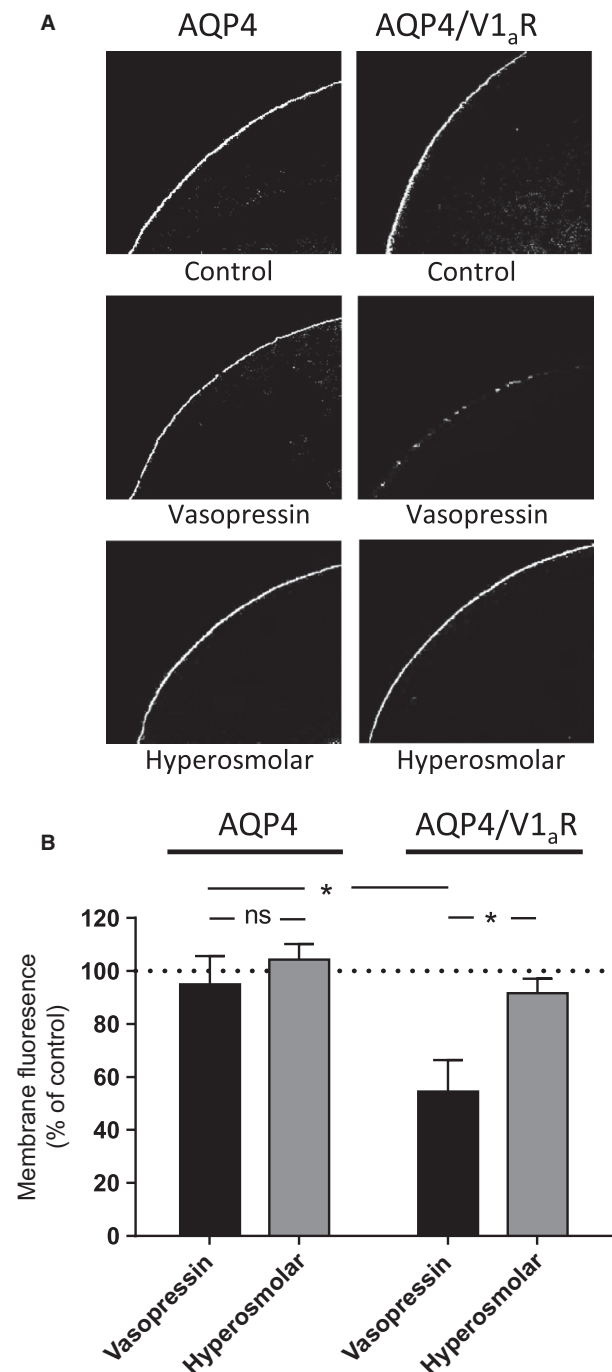 A
AQP4
AQP4/V1aR
Control
Control
Vasopressin
Vasopressin
Hyperosmolar
Hyperosmolar
B
AQP4
AQP4/V1aR
*
ns
*
120
100
80
60
40
20
0
Membrane fluoresence
(% of control)
Vasopressin
Hyperosmolar
Vasopressin
Hyperosmolar